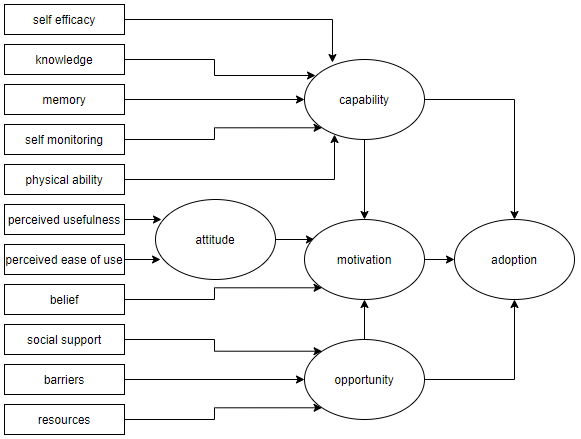 self efficacy
knowledge
memory
self monitoring
physical ability
perceived usefulness
perceived ease of use
belief
social support
barriers
resources
capability
attitude
motivation
opportunity
adoption